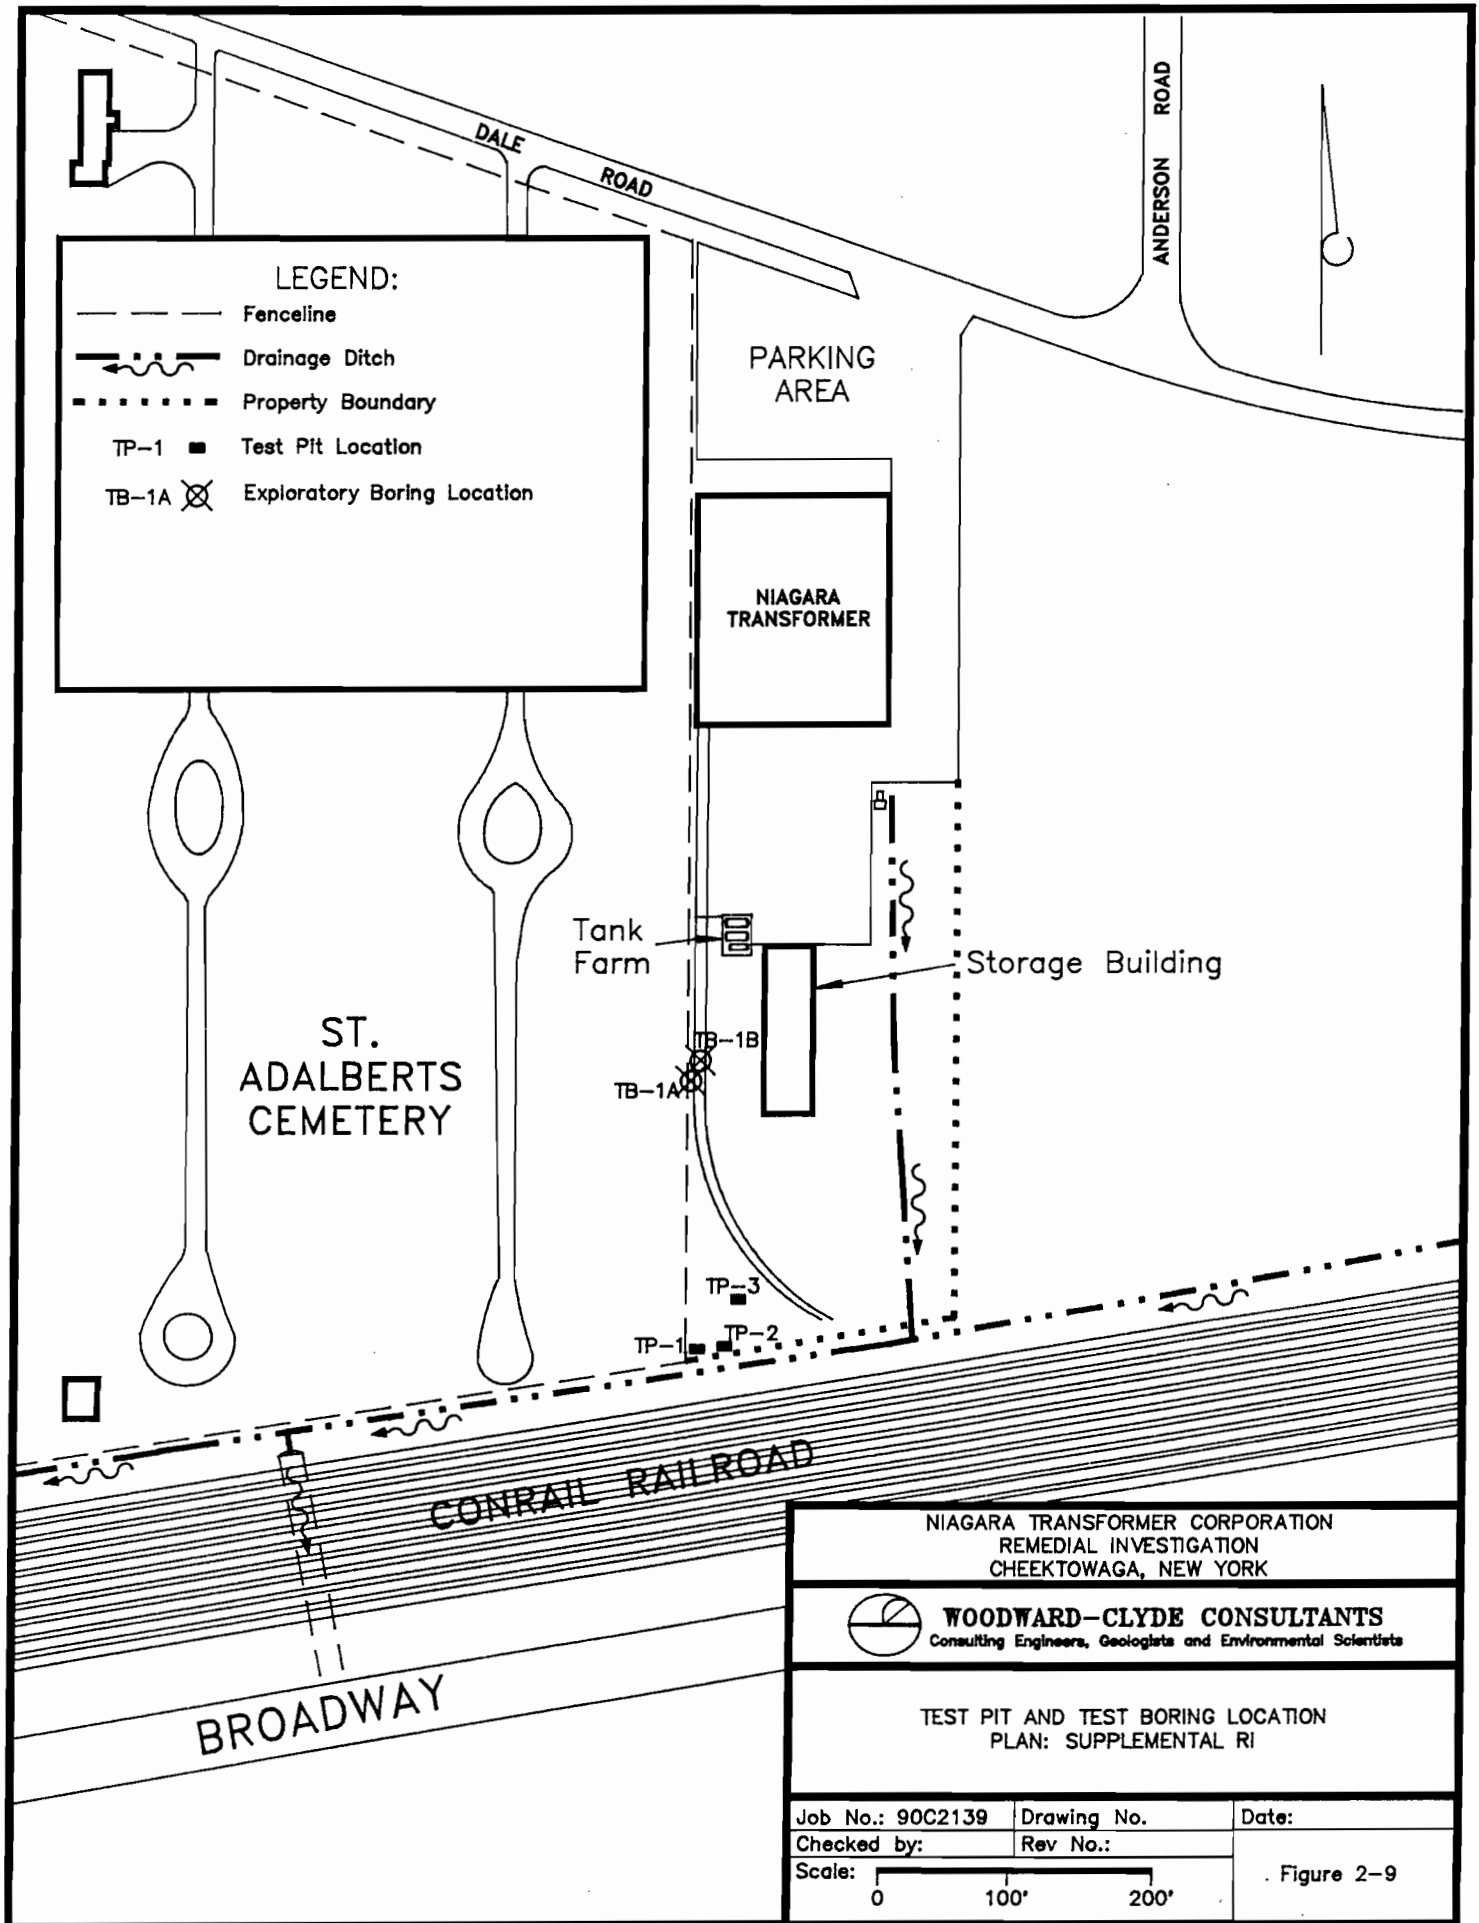 DALE
ROAD
ANDERSON ROAD
LEGEND:
Fenceline
Drainage Ditch
Property Boundary
TP-1 Test Pit Location
TB-1A Exploratory Boring Location
PARKING
AREA
NIAGARA
TRANSFORMER
Tank
Farm
Storage Building
ST.
ADALBERTS
CEMETERY
TB-1B
TB-1A
TP-3
TP-2
TP-1
CONRAIL RAILROAD
BROADWAY
NIAGARA TRANSFORMER CORPORATION
REMEDIAL INVESTIGATION
CHEEKTOWAGA, NEW YORK
WOODWARD-CLYDE CONSULTANTS
Consulting Engineers, Geologists and Environmental Scientists
TEST PIT AND TEST BORING LOCATION
PLAN: SUPPLEMENTAL RI
Job No.: 90C2139 Drawing No. Date:
Checked by: Rev No.:
Scale: 0 100' 200'
Figure 2-9